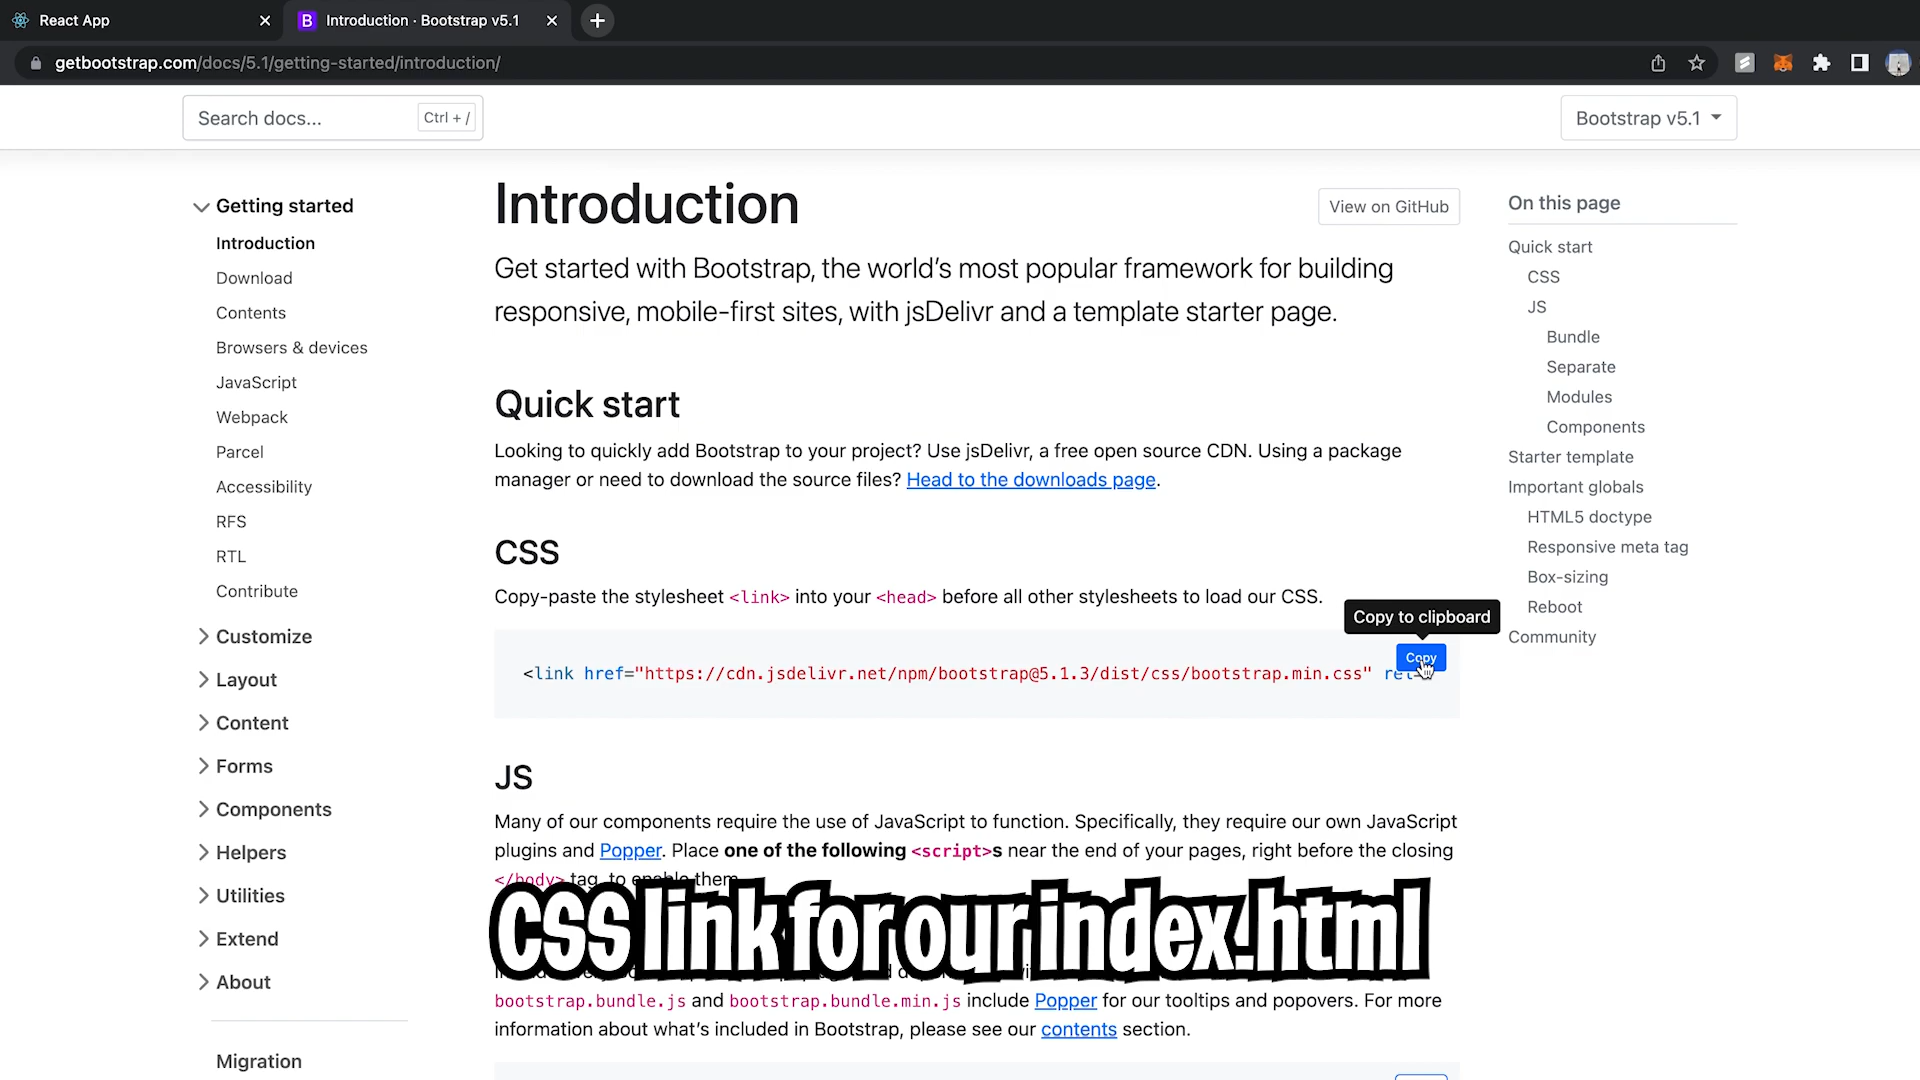 React App
Introduction · Bootstrap v5.1
getbootstrap.com/docs/5.1/getting-started/introduction/
Search docs...
Ctrl + /
Bootstrap v5.1
Getting started
Introduction
Download
Contents
Browsers & devices
JavaScript
Webpack
Parcel
Accessibility
RFS
RTL
Contribute
Customize
Layout
Content
Forms
Components
Helpers
Utilities
Extend
About
Migration
Introduction
View on GitHub
Get started with Bootstrap, the world's most popular framework for building
responsive, mobile-first sites, with jsDelivr and a template starter page.
Quick start
Looking to quickly add Bootstrap to your project? Use jsDelivr, a free open source CDN. Using a package
manager or need to download the source files? Head to the downloads page.
CSS
Copy-paste the stylesheet <link> into your <head> before all other stylesheets to load our CSS.
Copy to clipboard
Copy
<link href="https://cdn.jsdelivr.net/npm/bootstrap@5.1.3/dist/css/bootstrap.min.css" rel=
JS
Many of our components require the use of JavaScript to function. Specifically, they require our own JavaScript
plugins and Popper. Place one of the following <script>s near the end of your pages, right before the closing
</body> tag, to enable them
CSS link for our index.html
bootstrap.bundle.js and bootstrap.bundle.min.js include Popper for our tooltips and popovers. For more
information about what's included in Bootstrap, please see our contents section.
On this page
Quick start
CSS
JS
Bundle
Separate
Modules
Components
Starter template
Important globals
HTML5 doctype
Responsive meta tag
Box-sizing
Reboot
Community